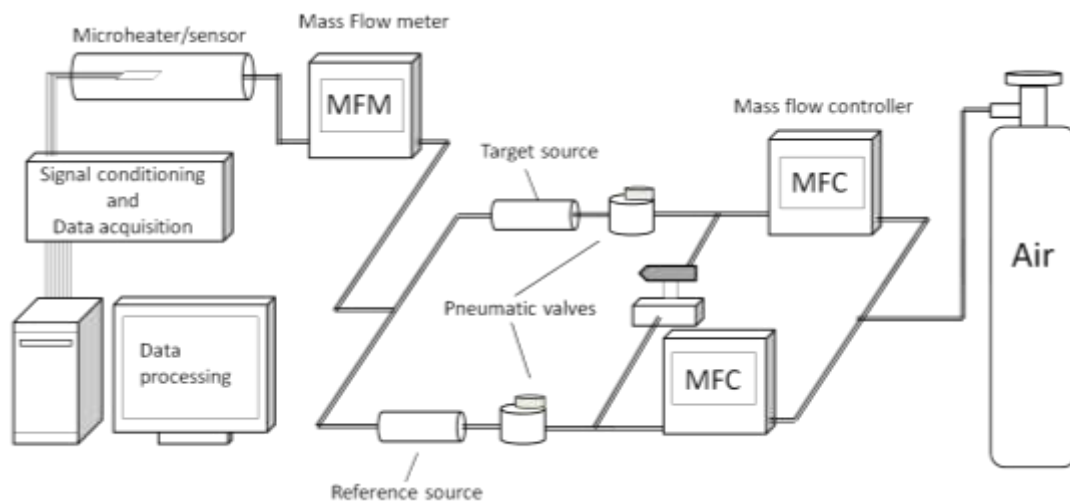 Mass Flow meter
Microheater/sensor
MFM
Mass flow controller
Target source
MFC
Signal conditioning
and
Data acquisition
Air
Pneumatic valves
Data
processing
MFC
Reference source